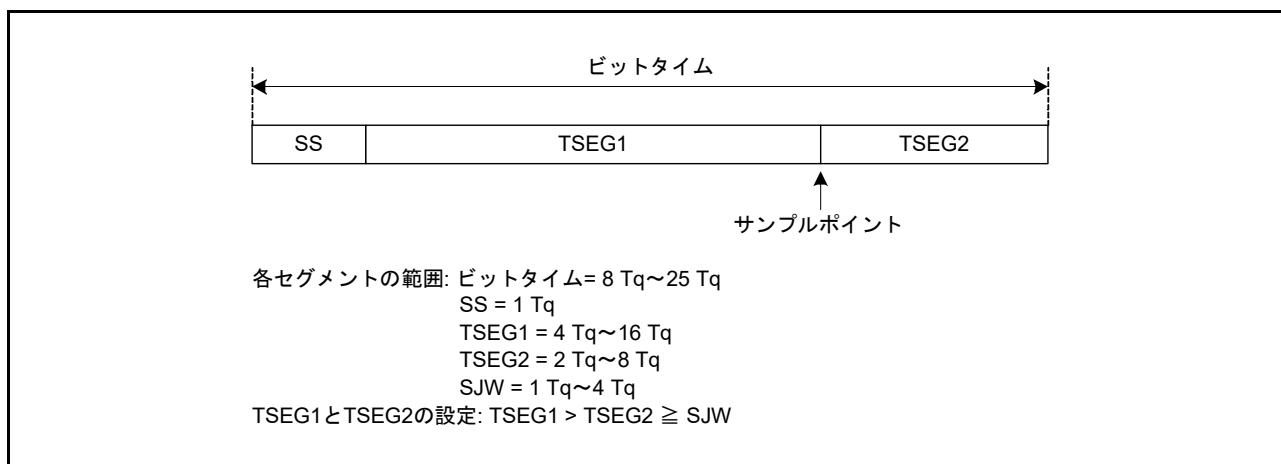 ビットタイム
SS TSEG1 TSEG2
サンプルポイント
各セグメントの範囲: ビットタイム= 8 Tq～25 Tq
SS = 1 Tq
TSEG1 = 4 Tq～16 Tq
TSEG2 = 2 Tq～8 Tq
SJW = 1 Tq～4 Tq
TSEG1とTSEG2の設定: TSEG1 > TSEG2 ≧ SJW